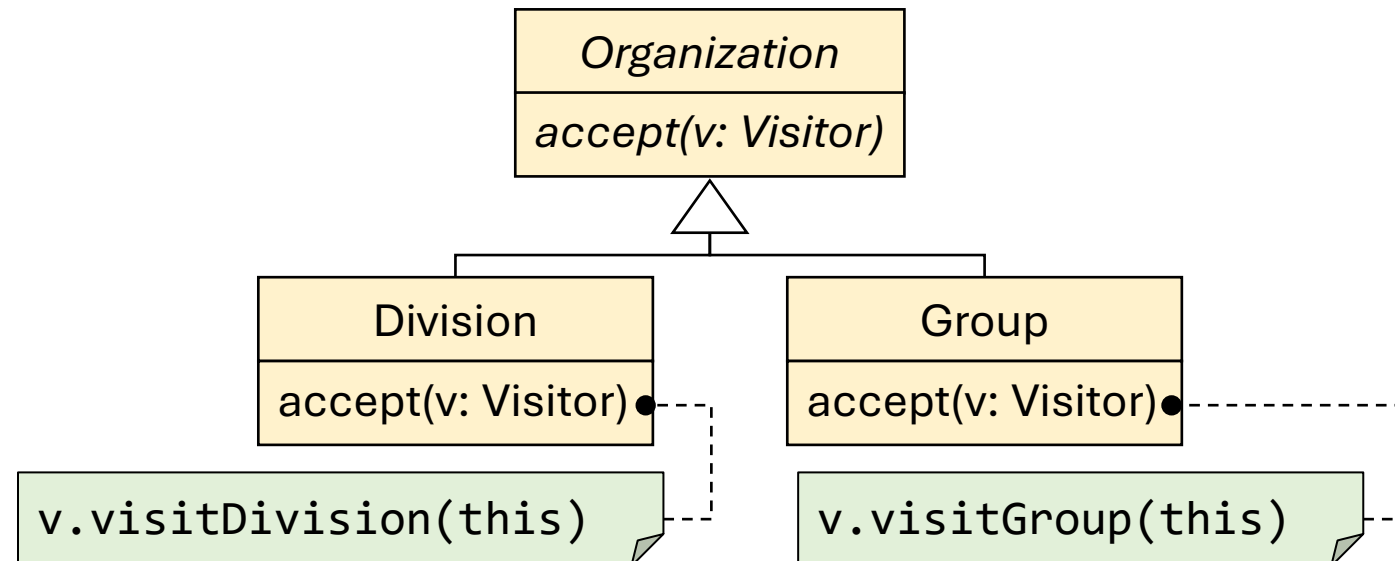 Organization
accept(v: Visitor)
Division
Group
accept(v: Visitor)
accept(v: Visitor)
v.visitDivision(this)
v.visitGroup(this)